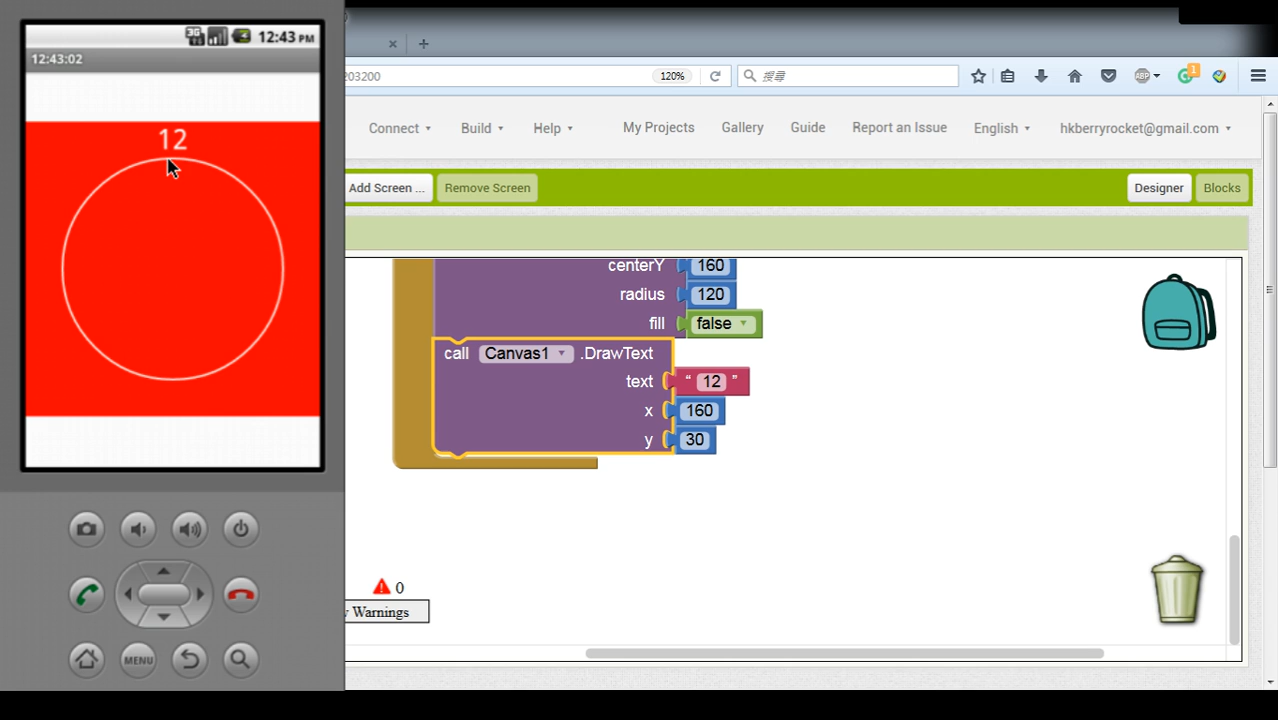 12:43 PM
12:43:02
12
203200
120%
搜尋
ABP
1
Connect
Build
Help
My Projects
Gallery
Guide
Report an Issue
English
hkberryrocket@gmail.com
Add Screen ...
Remove Screen
Designer
Blocks
centerY 160
radius 120
fill false
call Canvas1 .DrawText
text " 12 "
x 160
y 30
0
Warnings
MENU